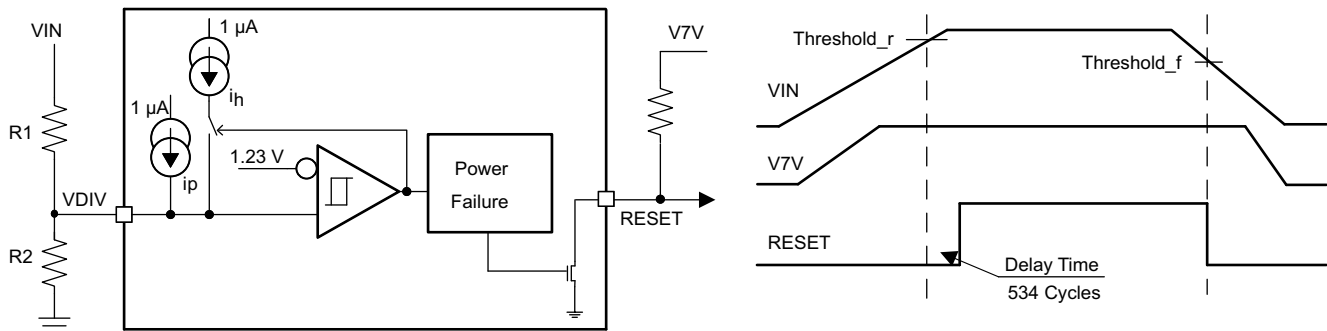 VIN
R1
VDIV
R2
1 µA
ih
1 µA
ip
1.23 V
Power
Failure
V7V
RESET
Threshold_r
Threshold_f
VIN
V7V
RESET
Delay Time
534 Cycles